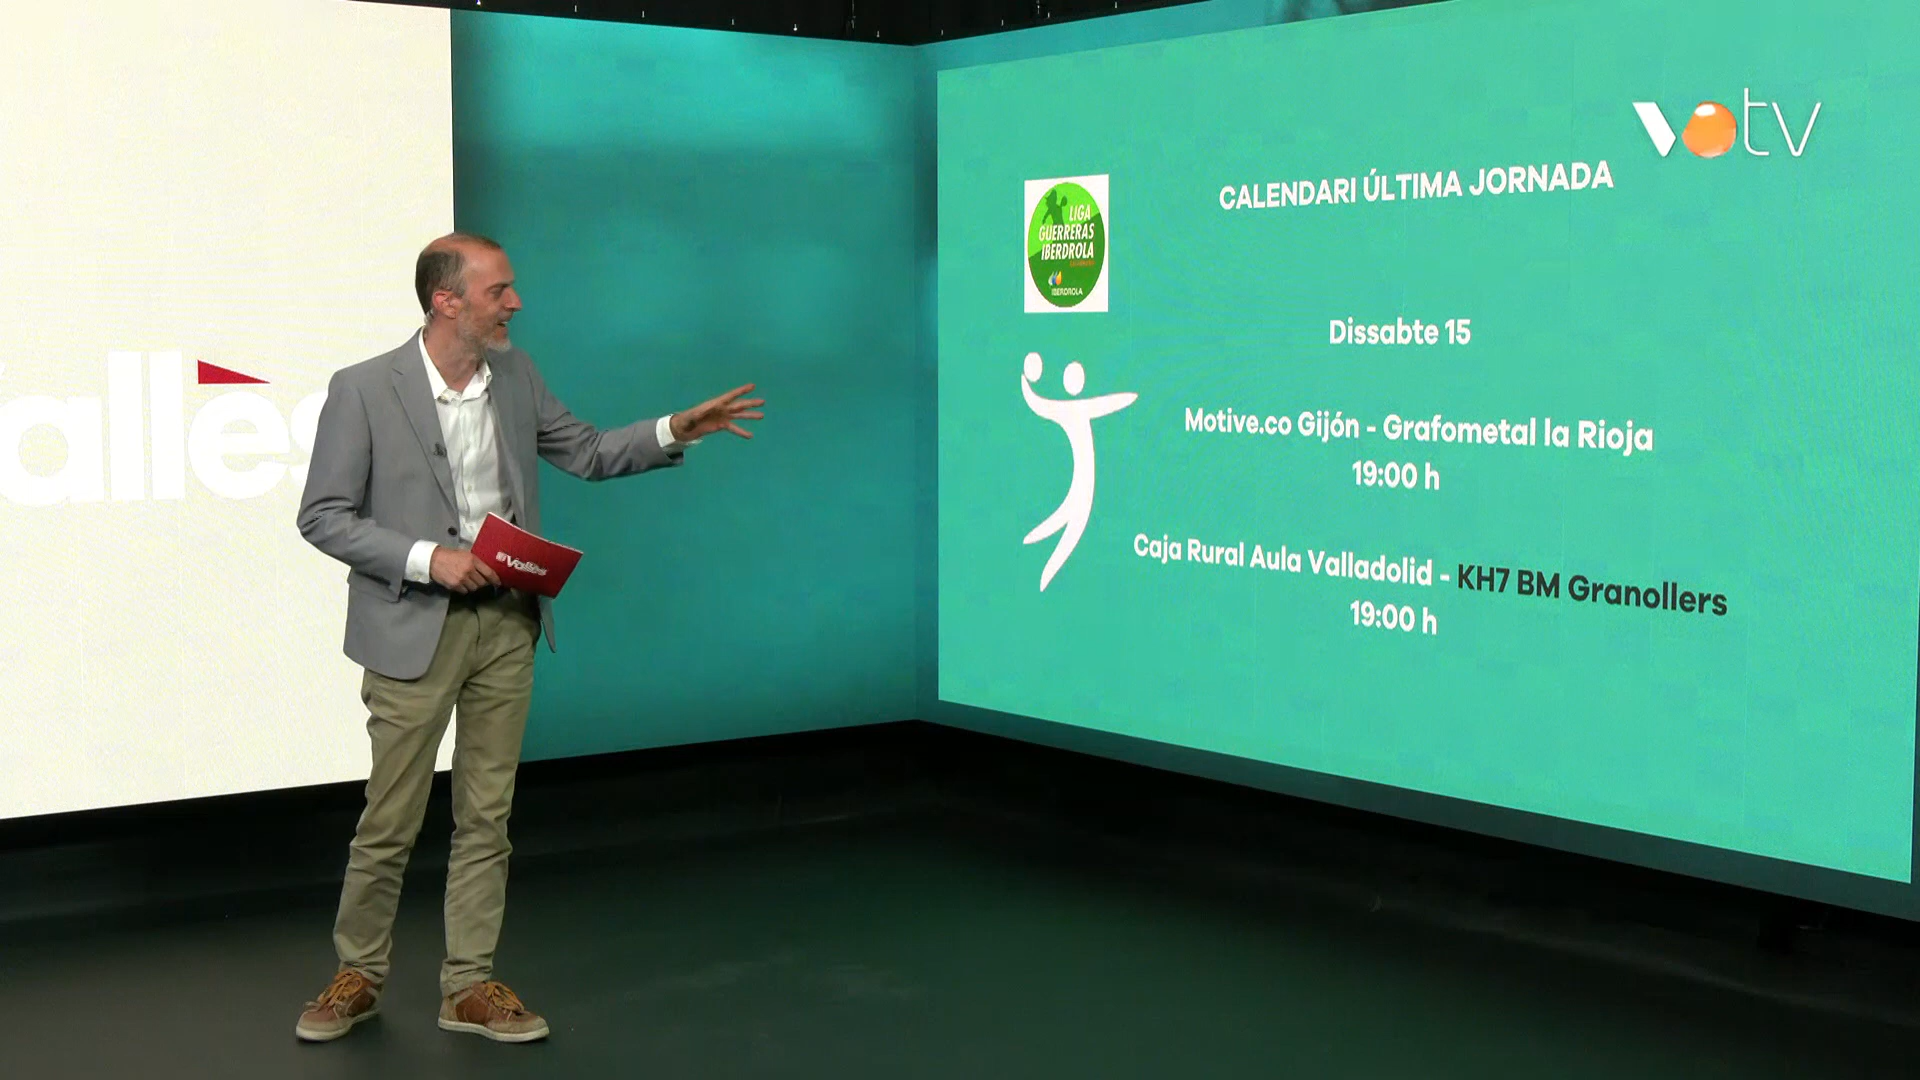 votv
CALENDARI ÚLTIMA JORNADA
LIGA
GUERRERAS
IBERDROLA
IBERDROLA
Dissabte 15
Motive.co Gijón - Grafometal la Rioja
19:00 h
Caja Rural Aula Valladolid - KH7 BM Granollers
19:00 h
allès
Vallès